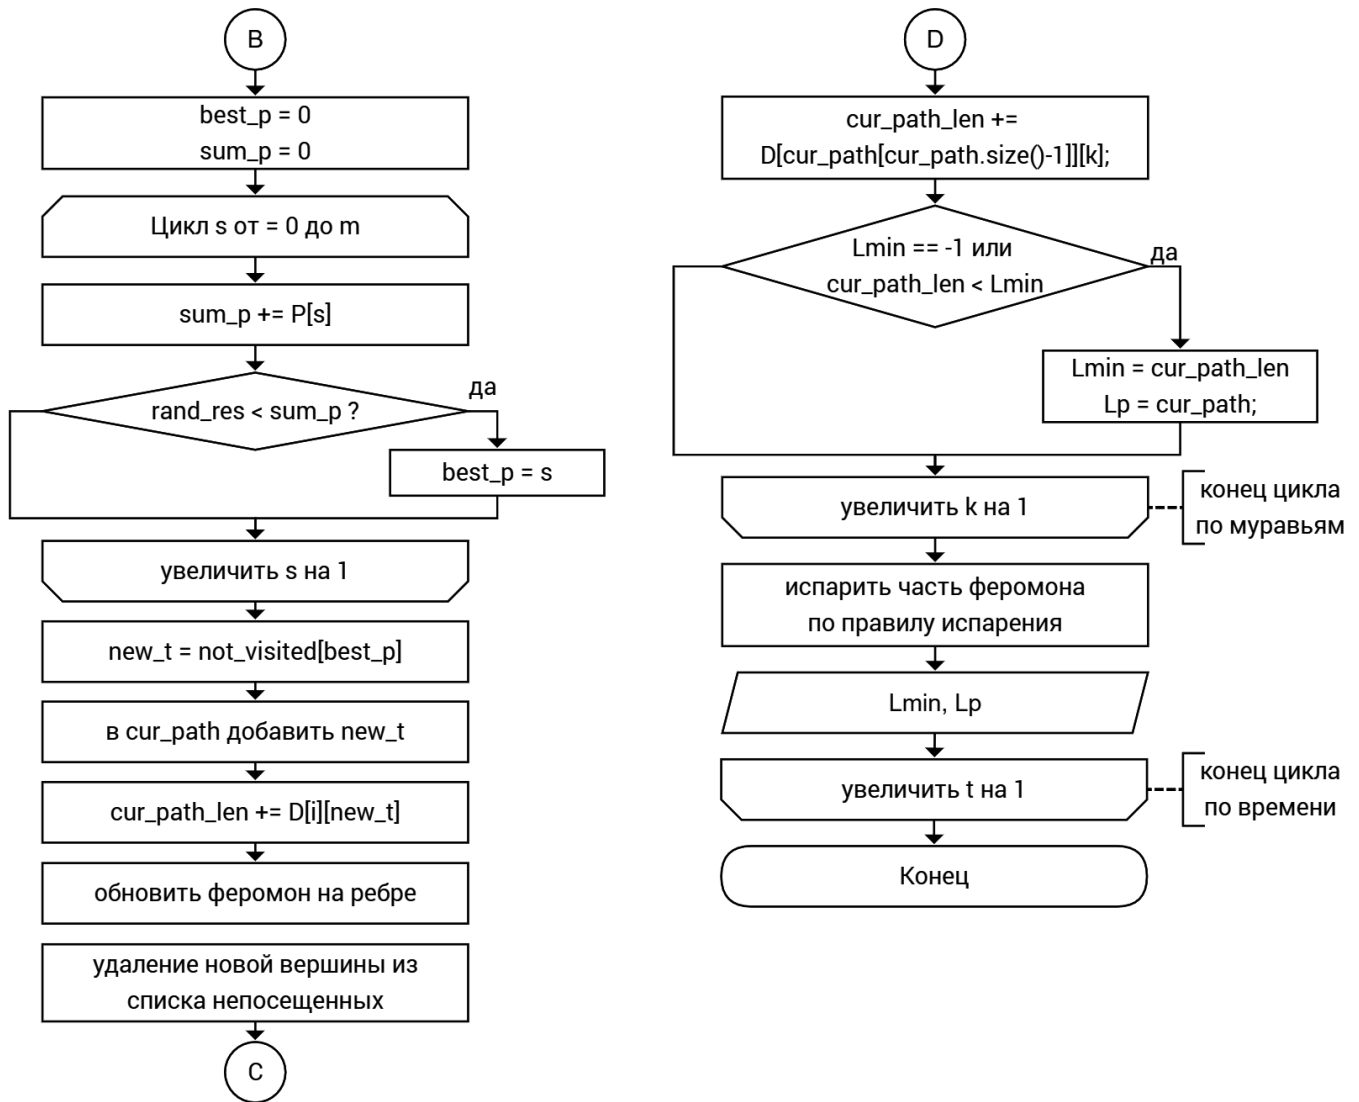 B
best_p = 0
sum_p = 0
Цикл s от = 0 до m
sum_p += P[s]
rand_res < sum_p ?
да
best_p = s
увеличить s на 1
new_t = not_visited[best_p]
в cur_path добавить new_t
cur_path_len += D[i][new_t]
обновить феромон на ребре
удаление новой вершины из
списка непосещенных
C
D
cur_path_len +=
D[cur_path[cur_path.size()-1]][k];
Lmin == -1 или
cur_path_len < Lmin
да
Lmin = cur_path_len
Lp = cur_path;
увеличить k на 1
конец цикла
по муравьям
испарить часть феромона
по правилу испарения
Lmin, Lp
увеличить t на 1
конец цикла
по времени
Конец